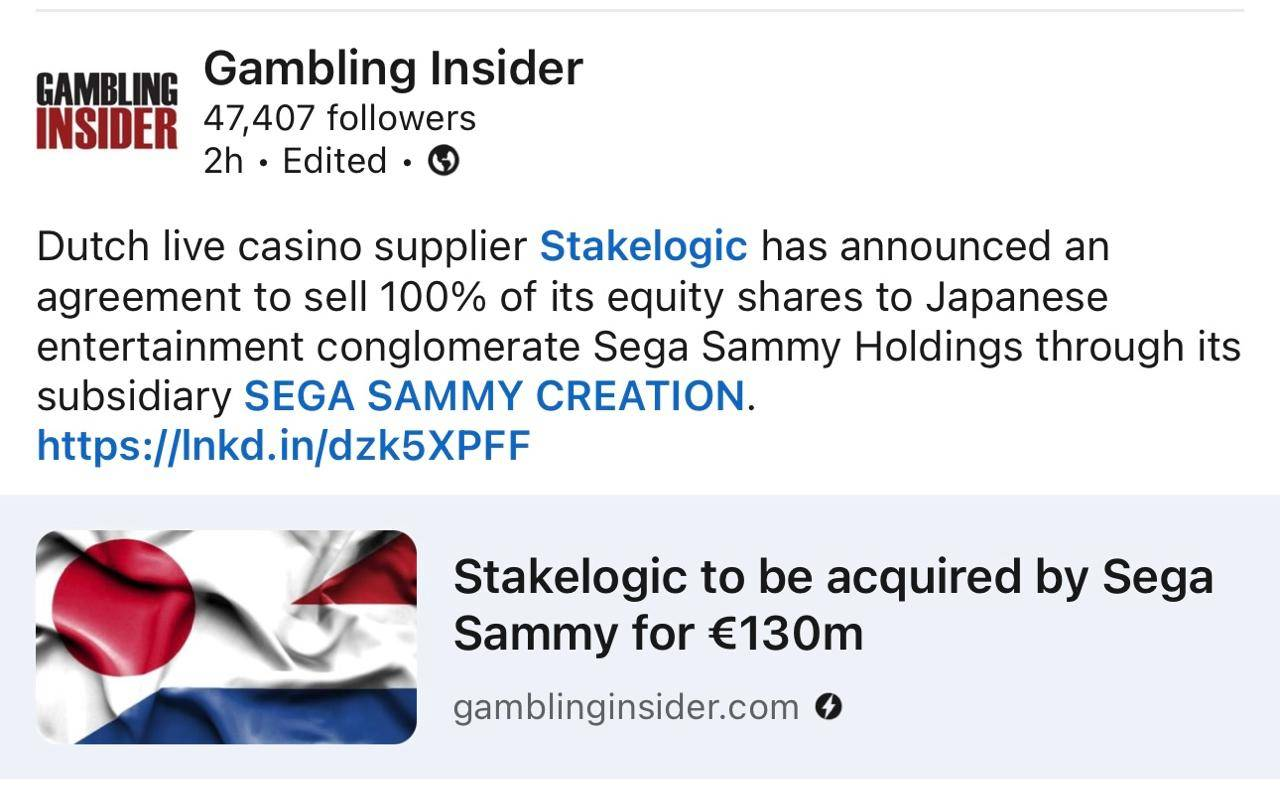 GAMBLING
INSIDER
Gambling Insider
47,407 followers
2h • Edited •
Dutch live casino supplier Stakelogic has announced an
agreement to sell 100% of its equity shares to Japanese
entertainment conglomerate Sega Sammy Holdings through its
subsidiary SEGA SAMMY CREATION.
https://lnkd.in/dzk5XPFF
Stakelogic to be acquired by Sega
Sammy for €130m
gamblinginsider.com